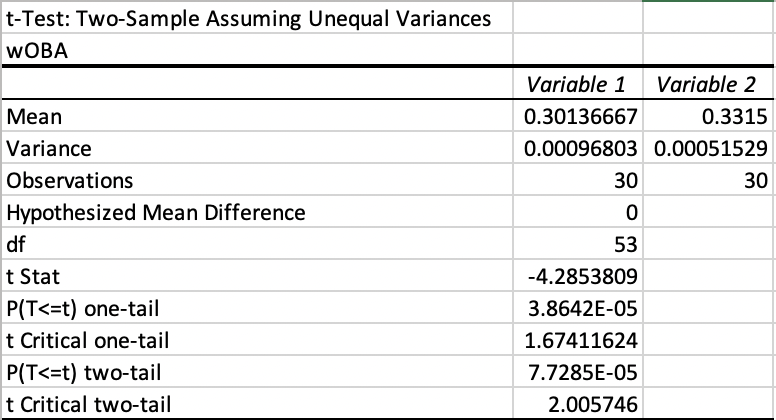 t-Test: Two-Sample Assuming Unequal Variances
wOBA
Variable 1 Variable 2
Mean 0.30136667 0.3315
Variance 0.00096803 0.00051529
Observations 30 30
Hypothesized Mean Difference 0
df 53
t Stat -4.2853809
P(T<=t) one-tail 3.8642E-05
t Critical one-tail 1.67411624
P(T<=t) two-tail 7.7285E-05
t Critical two-tail 2.005746